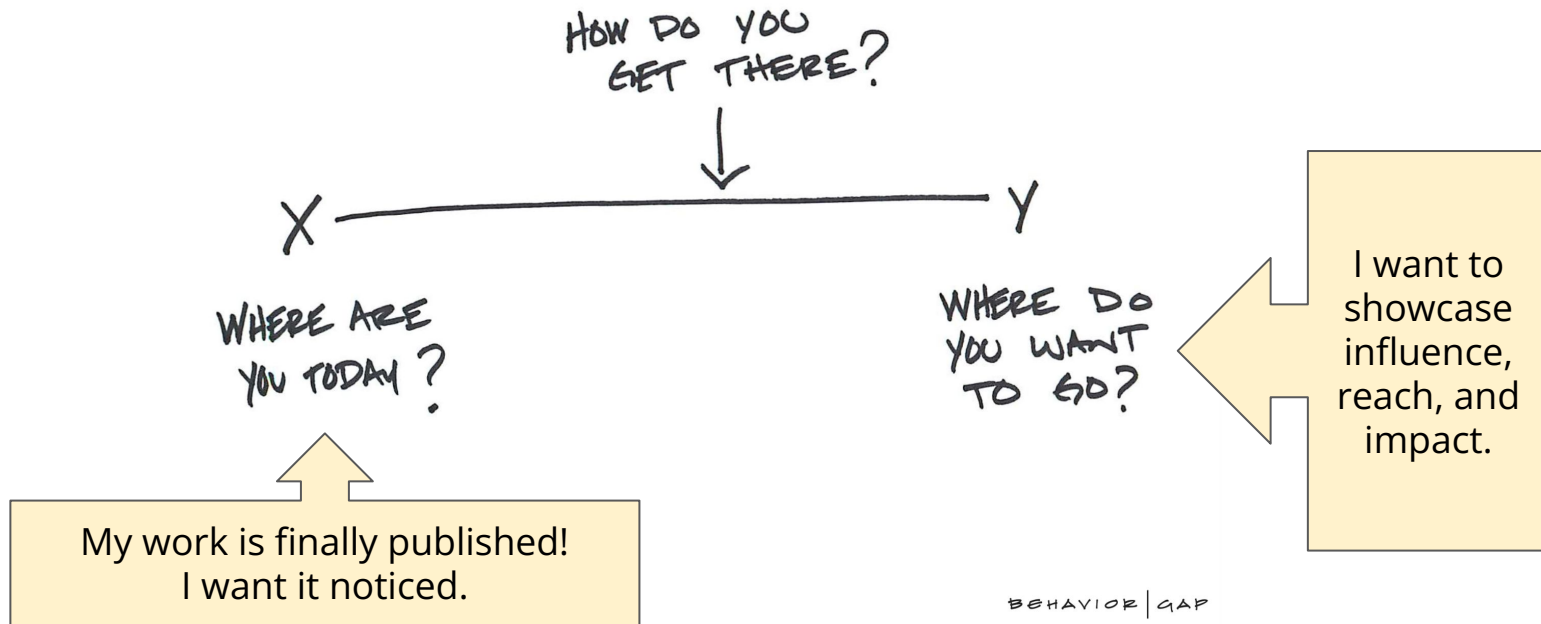 HOW DO YOU
GET THERE?
X
Y
WHERE ARE
YOU TODAY?
WHERE DO
YOU WANT
TO GO?
I want to
showcase
influence,
reach, and
impact.
My work is finally published!
I want it noticed.
BEHAVIOR | GAP